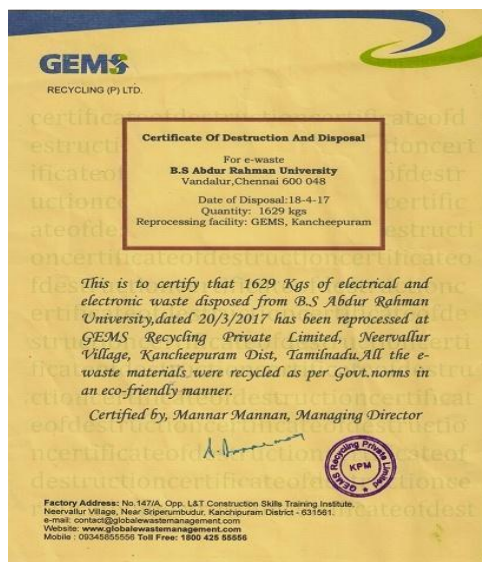 GEMS
RECYCLING (P) LTD.
Certificate Of Destruction And Disposal
For e-waste
B.S Abdur Rahman University
Vandalur,Chennai 600 048
Date of Disposal:18-4-17
Quantity: 1629 kgs
Reprocessing facility: GEMS, Kancheepuram
This is to certify that 1629 Kgs of electrical and
electronic waste disposed from B.S Abdur Rahman
University,dated 20/3/2017 has been reprocessed at
GEMS Recycling Private Limited, Neervallur
Village, Kancheepuram Dist, Tamilnadu.All the e-
waste materials were recycled as per Govt.norms in
an eco-friendly manner.
Certified by, Mannar Mannan, Managing Director
GEMS Recycling Private Limited
KPM
Factory Address: No.147/A, Opp. L&T Construction Skills Training Institute,
Neervallur Village, Near Sriperumbudur, Kanchipuram District - 631561.
e-mail: contact@globalewastemanagement.com
Website: www.globalewastemanagement.com
Mobile : 09345855556 Toll Free: 1800 425 55556